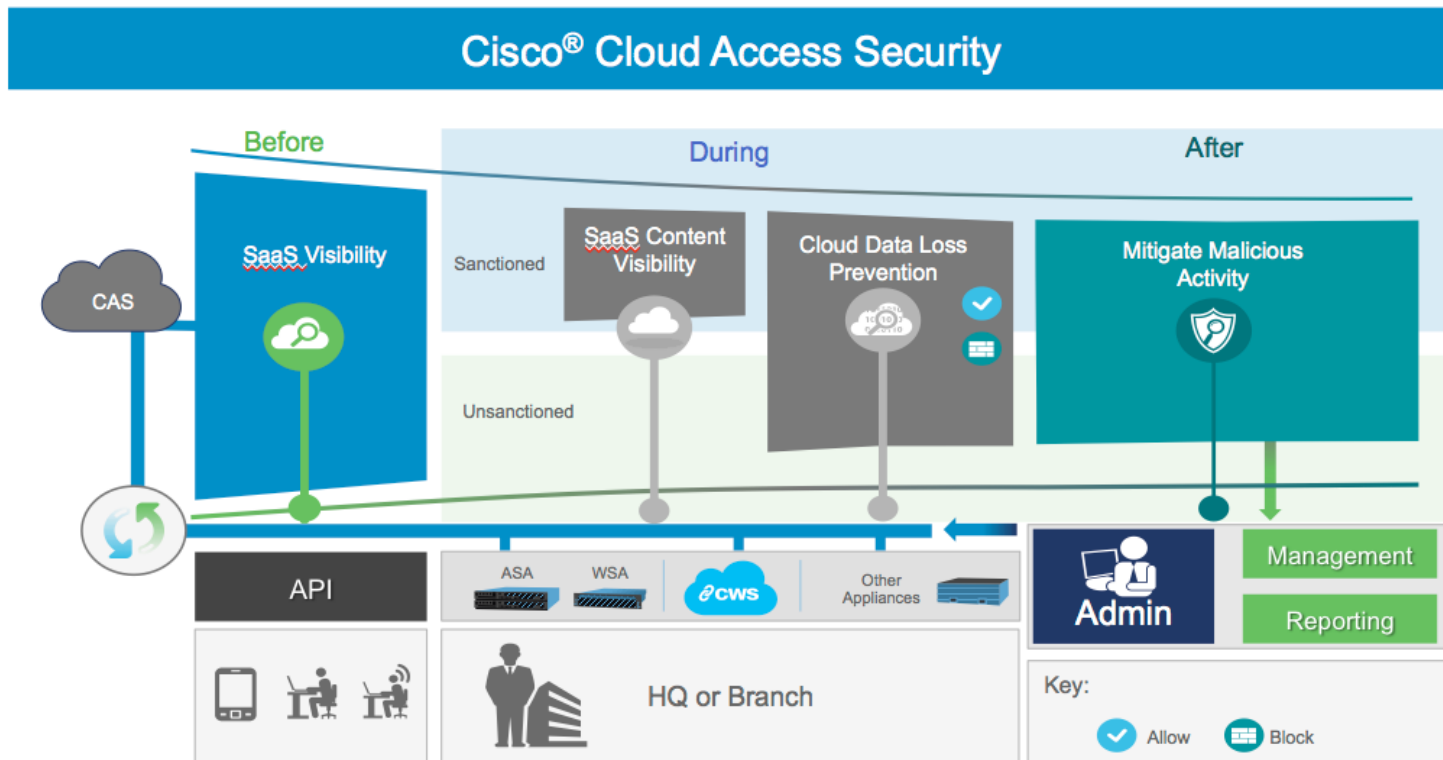 Cisco® Cloud Access Security
Before
During
After
CAS
SaaS Visibility
Sanctioned
SaaS Content
Visibility
Cloud Data Loss
Prevention
Mitigate Malicious
Activity
Unsanctioned
API
ASA
WSA
CWS
Other
Appliances
Admin
Management
Reporting
HQ or Branch
Key:
Allow
Block